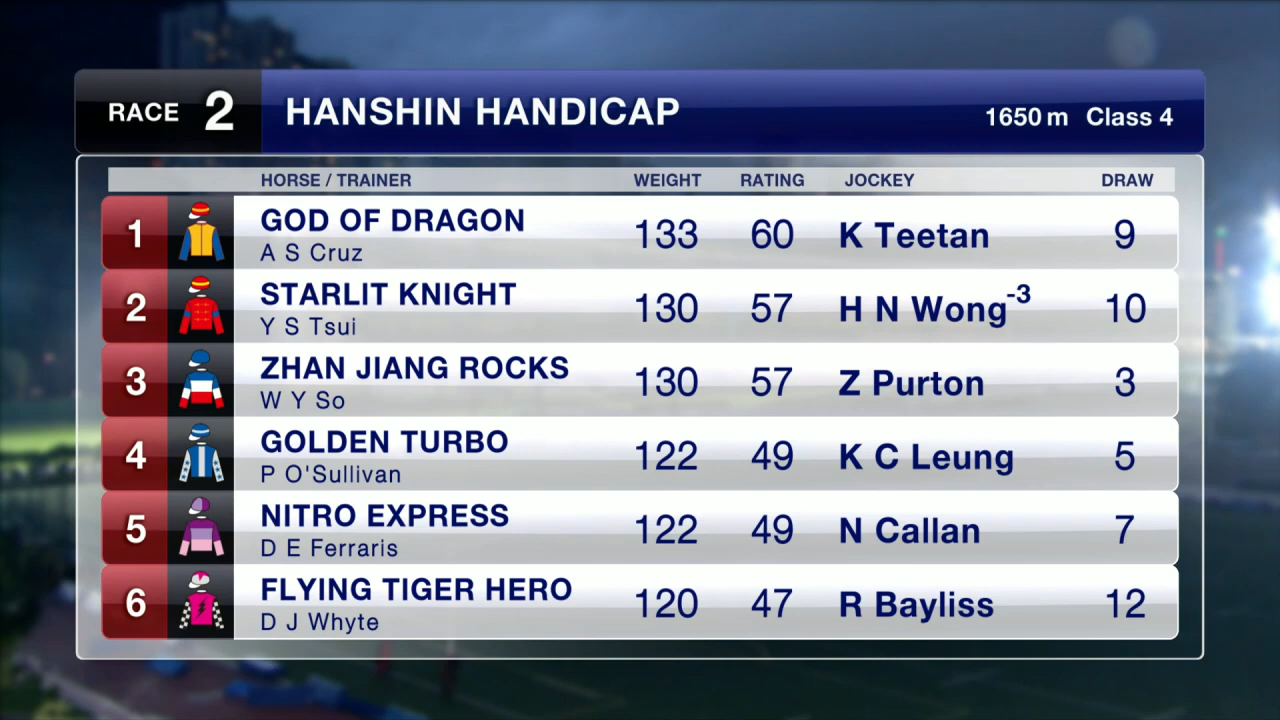 RACE 2 HANSHIN HANDICAP 1650 m Class 4
HORSE / TRAINER WEIGHT RATING JOCKEY DRAW
1 GOD OF DRAGON 133 60 K Teetan 9
A S Cruz
2 STARLIT KNIGHT 130 57 H N Wong-3 10
Y S Tsui
3 ZHAN JIANG ROCKS 130 57 Z Purton 3
W Y So
4 GOLDEN TURBO 122 49 K C Leung 5
P O'Sullivan
5 NITRO EXPRESS 122 49 N Callan 7
D E Ferraris
6 FLYING TIGER HERO 120 47 R Bayliss 12
D J Whyte